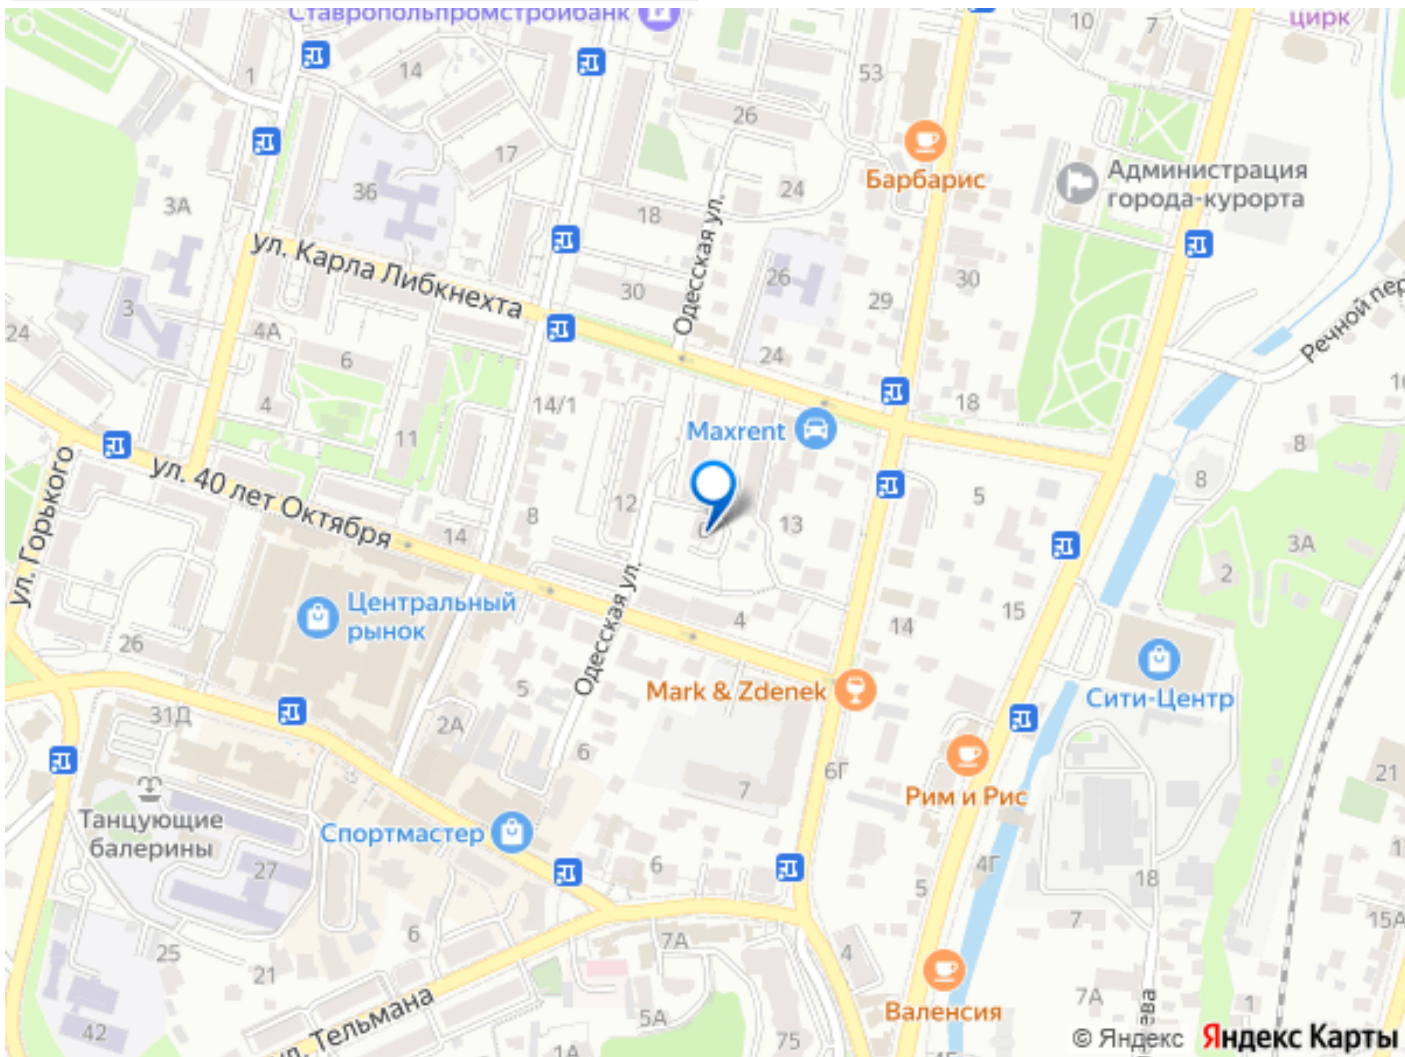 Ставропольпромстройбанк
цирк
10
7
1
14
53
26
17
36
Барбарис
Администрация
города-курорта
24
3А
18
Одесская ул.
ул. Карла Либкнехта
26
30
30
29
3
24
4А
6
24
Речной пер
4
14/1
18
11
Maxrent
8
ул. Горького
ул. 40 лет Октября
8
5
12
8
13
14
3А
2
Центральный
рынок
15
4
14
26
Одесская ул.
5
Mark & Zdenek
Сити-Центр
31Д
2А
6
6Г
7
21
Рим и Рис
Танцующие
балерины
Спортмастер
27
6
4Г
18
5
7
15А
6
25
7А
4
21
Валенсия
7А
1
42
ул. Тельмана
5А
75
1А
ева
© Яндекс Яндекс Карты